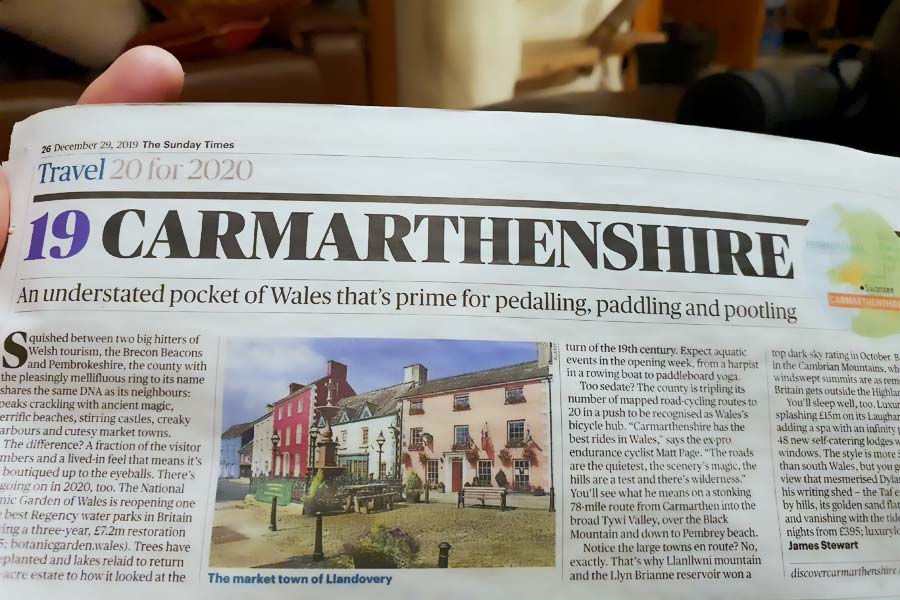 26 December 29, 2019 The Sunday Times
Travel 20 for 2020
19 CARMARTHENSHIRE
An understated pocket of Wales that's prime for pedalling, paddling and pootling
Swansea
CARMARTHENSHIRE
Squished between two big hitters of
Welsh tourism, the Brecon Beacons
and Pembrokeshire, the county with
the pleasingly mellifluous ring to its name
shares the same DNA as its neighbours:
peaks crackling with ancient magic,
terrific beaches, stirring castles, creaky
harbours and cutesy market towns.
The difference? A fraction of the visitor
numbers and a lived-in feel that means it's
boutiqued up to the eyeballs. There's
going on in 2020, too. The National
nic Garden of Wales is reopening one
best Regency water parks in Britain
ing a three-year, £7.2m restoration
5; botanicgarden.wales). Trees have
planted and lakes relaid to return
-acre estate to how it looked at the
The market town of Llandovery
turn of the 19th century. Expect aquatic
events in the opening week, from a harpist
in a rowing boat to paddleboard yoga.
Too sedate? The county is tripling its
number of mapped road-cycling routes to
20 in a push to be recognised as Wales's
bicycle hub. "Carmarthenshire has the
best rides in Wales," says the ex-pro
endurance cyclist Matt Page. "The roads
are the quietest, the scenery's magic, the
hills are a test and there's wilderness."
You'll see what he means on a stonking
78-mile route from Carmarthen into the
broad Tywi Valley, over the Black
Mountain and down to Pembrey beach.
Notice the large towns en route? No,
exactly. That's why Llanllwni mountain
and the Llyn Brianne reservoir won a
top dark-sky rating in October. B
in the Cambrian Mountains, wh
windswept summits are as rem
Britain gets outside the Highlan
You'll sleep well, too. Luxur
splashing £15m on its Laugharn
adding a spa with an infinity p
48 new self-catering lodges w
windows. The style is more S
than south Wales, but you g
view that mesmerised Dylan
his writing shed – the Taf e
by hills, its golden sand flat
and vanishing with the tide
nights from £395; luxurylo
James Stewart
discovercarmarthenshire.